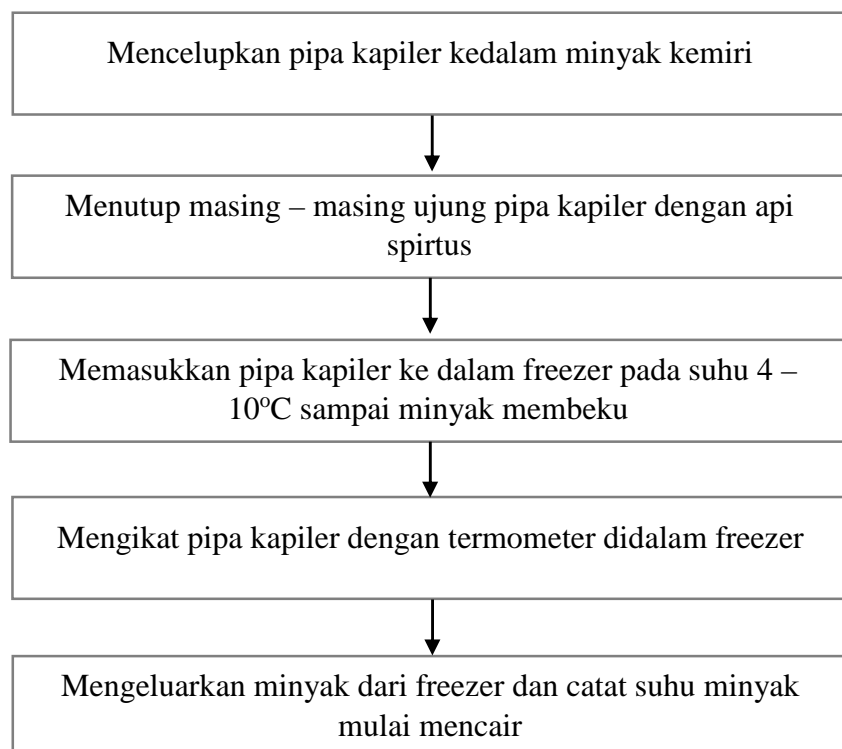 Mencelupkan pipa kapiler kedalam minyak kemiri
Menutup masing – masing ujung pipa kapiler dengan api
spirtus
Memasukkan pipa kapiler ke dalam freezer pada suhu 4 –
10ºC sampai minyak membeku
Mengikat pipa kapiler dengan termometer didalam freezer
Mengeluarkan minyak dari freezer dan catat suhu minyak
mulai mencair